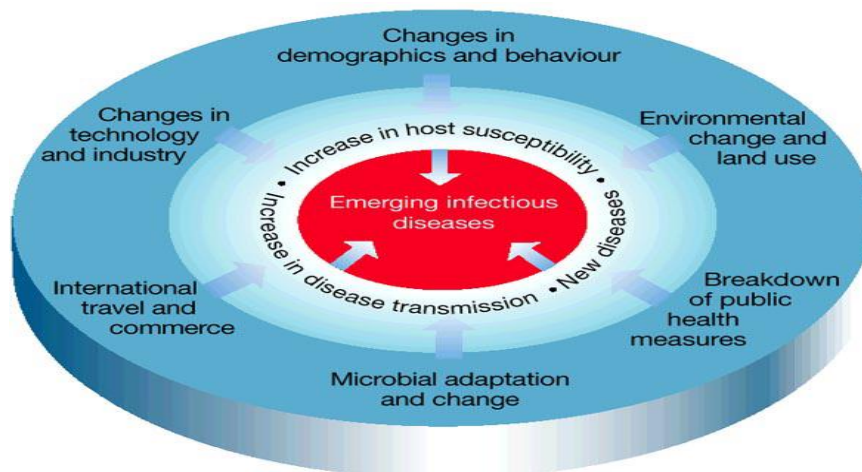 Changes in
demographics and behaviour
Changes in
technology
and industry
Environmental
change and
land use
• Increase in host susceptibility
• New diseases
• Increase in disease transmission
Emerging infectious
diseases
International
travel and
commerce
Breakdown
of public
health
measures
Microbial adaptation
and change